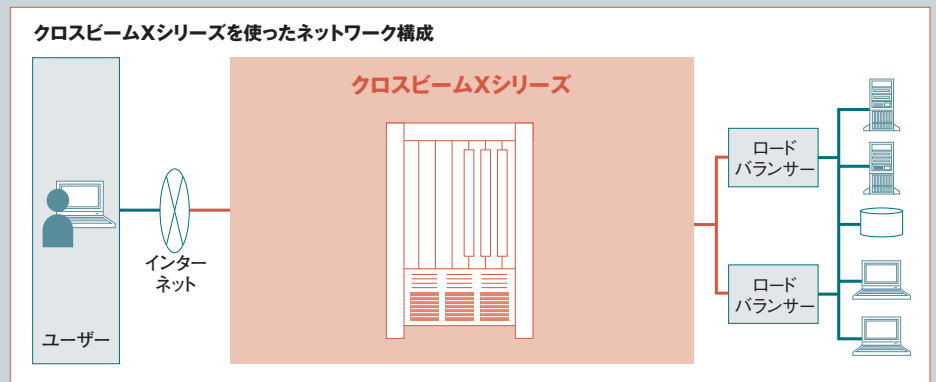 クロスビームXシリーズを使ったネットワーク構成
クロスビームXシリーズ
ユーザー
インター
ネット
ロード
バランサー
ロード
バランサー